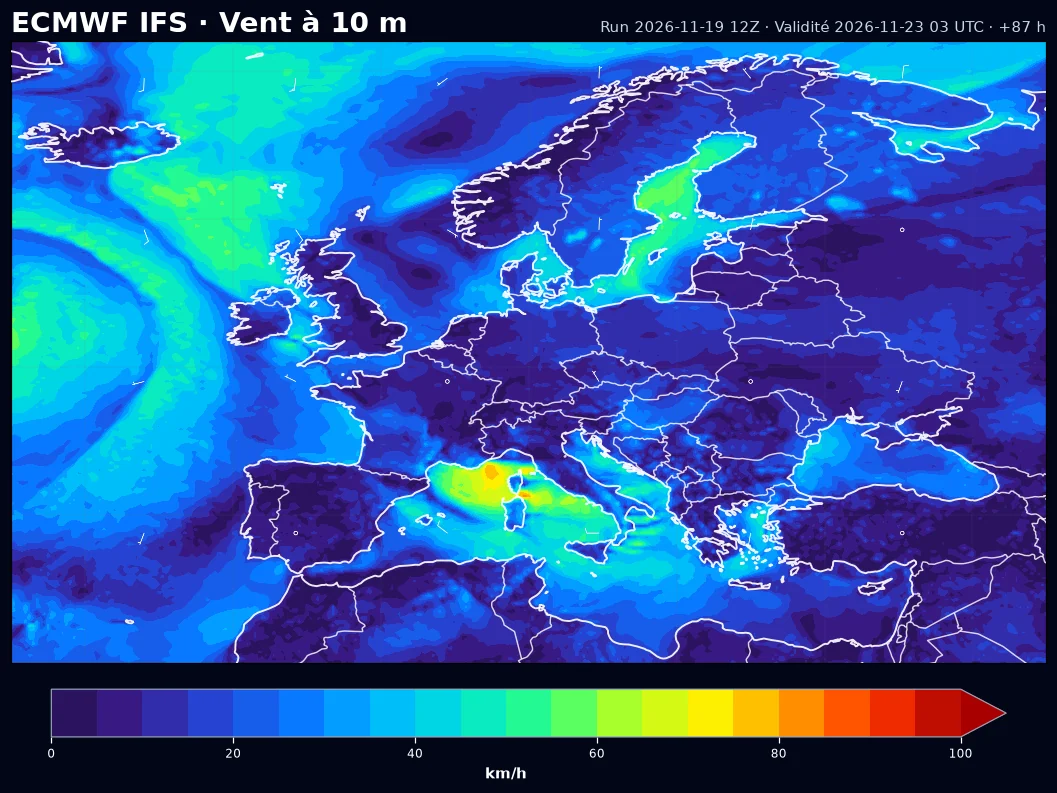 ECMWF IFS · Vent à 10 m
Run 2026-11-19 12Z · Validité 2026-11-23 03 UTC · +87 h
0 20 40 60 80 100
km/h